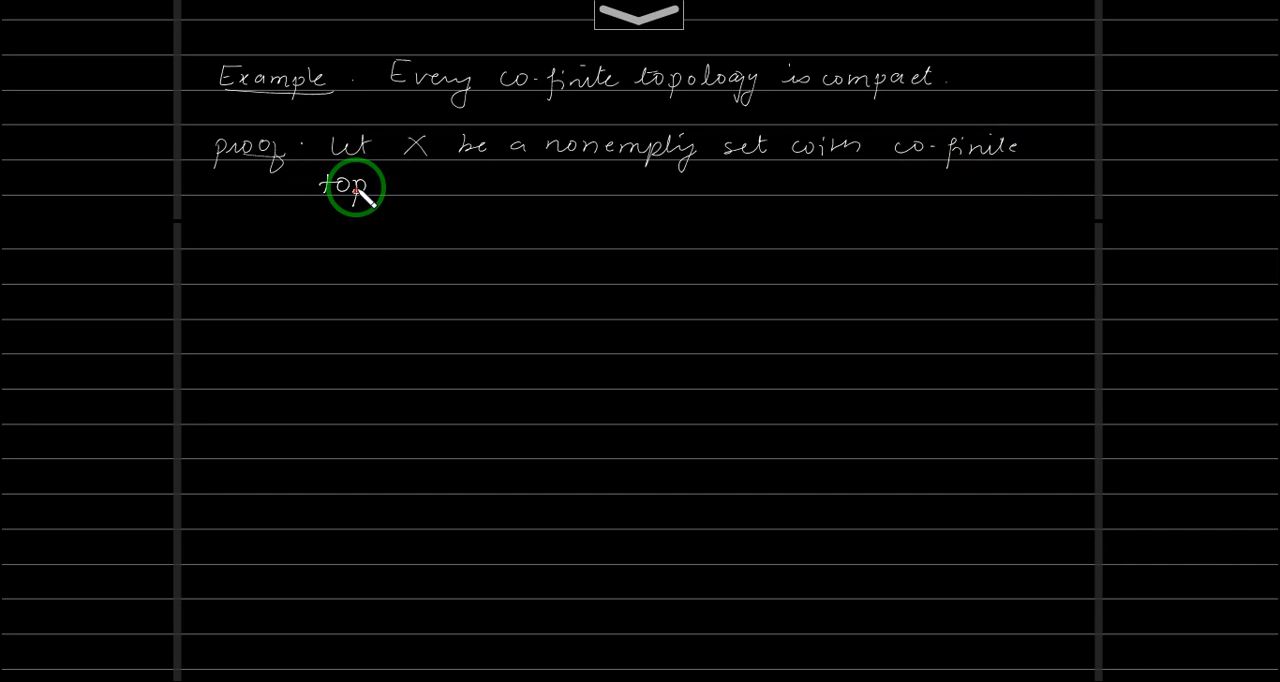 Example. Every co-finite topology is compact.
proof. Let X be a nonempty set with co-finite
top